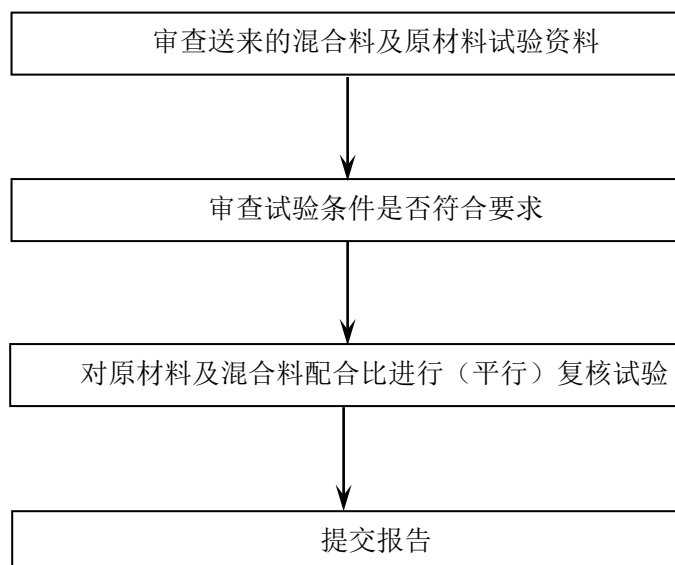 审查送来的混合料及原材料试验资料
审查试验条件是否符合要求
对原材料及混合料配合比进行（平行）复核试验
提交报告